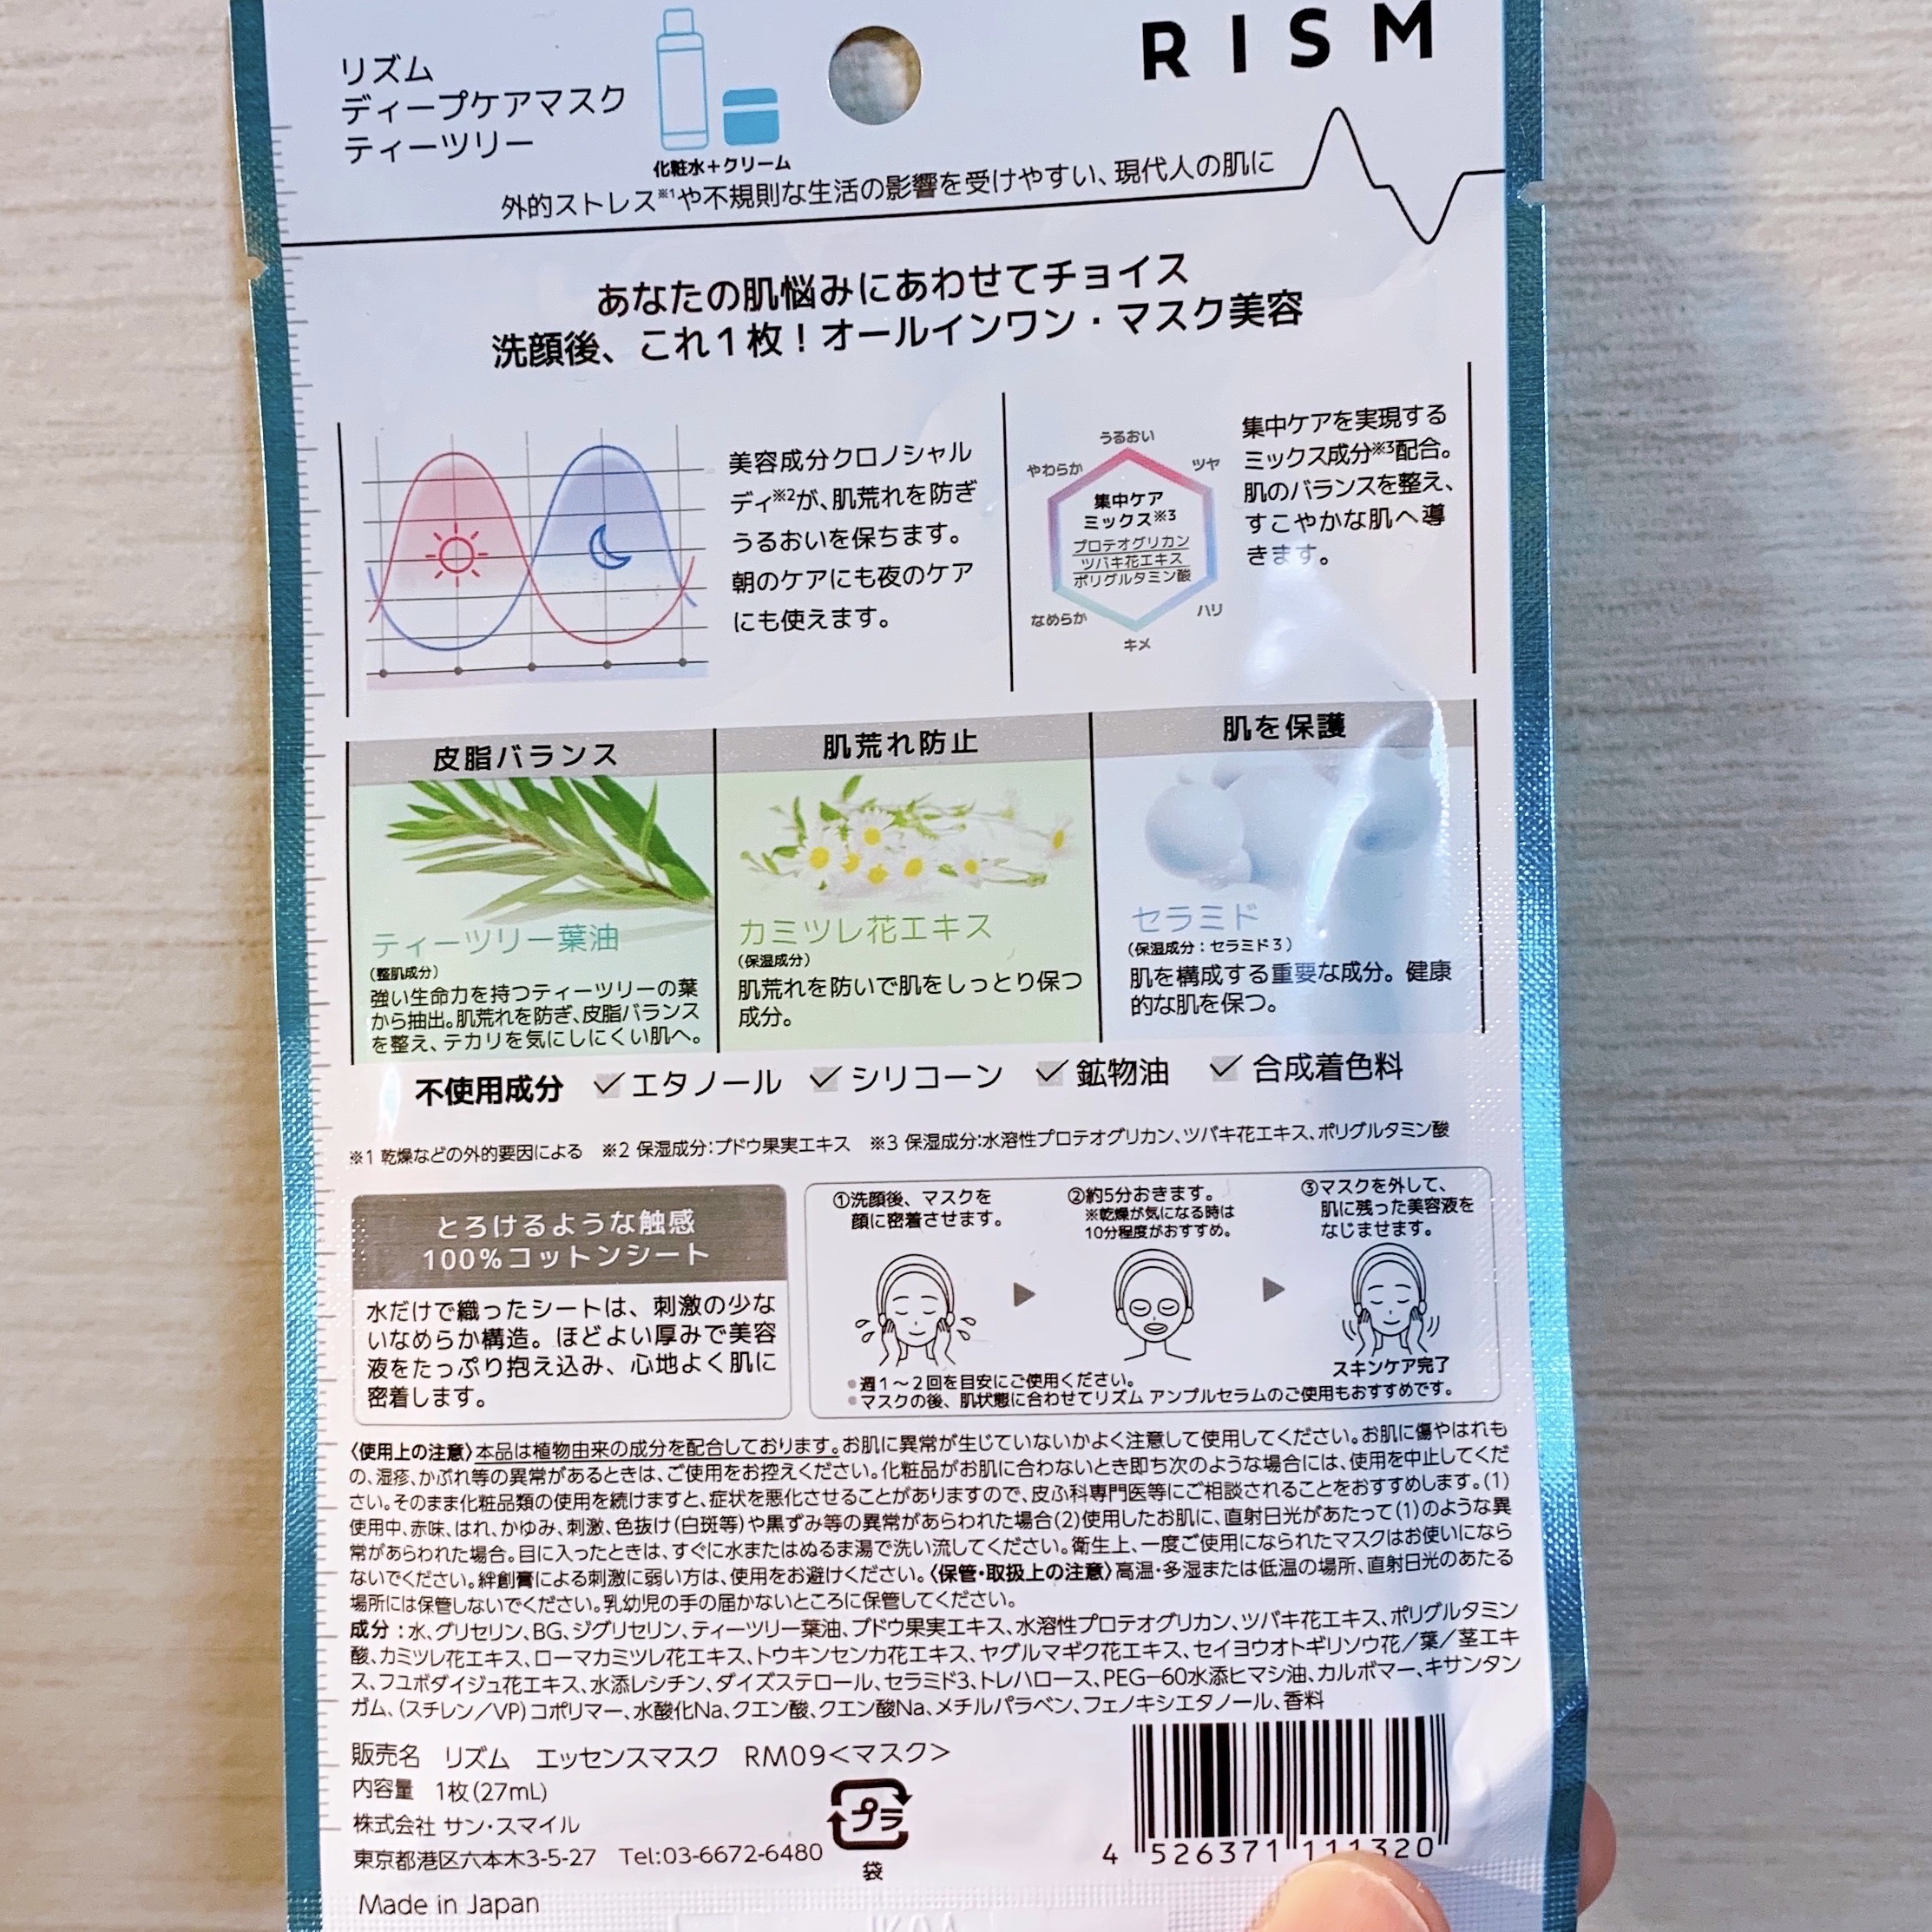 リズム
ディープケアマスク
ティーツリー
化粧水＋クリーム
RISM
外的ストレス※1や不規則な生活の影響を受けやすい、現代人の肌に
あなたの肌悩みにあわせてチョイス
洗顔後、これ1枚！オールインワン・マスク美容
美容成分クロノシャル
ディ※2が、肌荒れを防ぎ
うるおいを保ちます。
朝のケアにも夜のケア
にも使えます。
うるおい
やわらか
ツヤ
集中ケア
ミックス※3
プロテオグリカン
ツバキ花エキス
ポリグルタミン酸
なめらか
ハリ
キメ
集中ケアを実現する
ミックス成分※3配合。
肌のバランスを整え、
すこやかな肌へ導
きます。
皮脂バランス
ティーツリー葉油
（整肌成分）
強い生命力を持つティーツリーの葉
から抽出。肌荒れを防ぎ、皮脂バランス
を整え、テカリを気にしにくい肌へ。
肌荒れ防止
カミツレ花エキス
（保湿成分）
肌荒れを防いで肌をしっとり保つ
成分。
肌を保護
セラミド
（保湿成分：セラミド3）
肌を構成する重要な成分。健康
的な肌を保つ。
不使用成分 ✓エタノール ✓シリコーン ✓鉱物油 ✓合成着色料
※1 乾燥などの外的要因による ※2 保湿成分：ブドウ果実エキス ※3 保湿成分：水溶性プロテオグリカン、ツバキ花エキス、ポリグルタミン酸
とろけるような触感
100%コットンシート
水だけで織ったシートは、刺激の少な
いなめらか構造。ほどよい厚みで美容
液をたっぷり抱え込み、心地よく肌に
密着します。
①洗顔後、マスクを
顔に密着させます。
②約5分おきます。
※乾燥が気になる時は
10分程度がおすすめ。
③マスクを外して、
肌に残った美容液を
なじませます。
スキンケア完了
●週1〜2回を目安にご使用ください。
●マスクの後、肌状態に合わせてリズム アンプルセラムのご使用もおすすめです。
〈使用上の注意〉本品は植物由来の成分を配合しております。お肌に異常が生じていないかよく注意して使用してください。お肌に傷やはれも
の、湿疹、かぶれ等の異常があるときは、ご使用をお控えください。化粧品がお肌に合わないとき即ち次のような場合には、使用を中止してくだ
さい。そのまま化粧品類の使用を続けますと、症状を悪化させることがありますので、皮ふ科専門医等にご相談されることをおすすめします。(1)
使用中、赤味、はれ、かゆみ、刺激、色抜け(白斑等)や黒ずみ等の異常があらわれた場合(2)使用したお肌に、直射日光があたって(1)のような異
常があらわれた場合。目に入ったときは、すぐに水またはぬるま湯で洗い流してください。衛生上、一度ご使用になられたマスクはお使いになら
ないでください。絆創膏による刺激に弱い方は、使用をお避けください。〈保管・取扱上の注意〉高温・多湿または低温の場所、直射日光のあたる
場所には保管しないでください。乳幼児の手の届かないところに保管してください。
成分：水、グリセリン、BG、ジグリセリン、ティーツリー葉油、ブドウ果実エキス、水溶性プロテオグリカン、ツバキ花エキス、ポリグルタミン
酸、カミツレ花エキス、ローマカミツレ花エキス、トウキンセンカ花エキス、ヤグルマギク花エキス、セイヨウオトギリソウ花／葉／茎エキ
ス、フユボダイジュ花エキス、水添レシチン、ダイズステロール、セラミド3、トレハロース、PEG−60水添ヒマシ油、カルボマー、キサンタン
ガム、(スチレン／VP)コポリマー、水酸化Na、クエン酸、クエン酸Na、メチルパラベン、フェノキシエタノール、香料
販売名 リズム エッセンスマスク RM09＜マスク＞
内容量 1枚(27mL)
株式会社 サン・スマイル
東京都港区六本木3-5-27 Tel:03-6672-6480
Made in Japan
プラ
袋
4 526371 111320